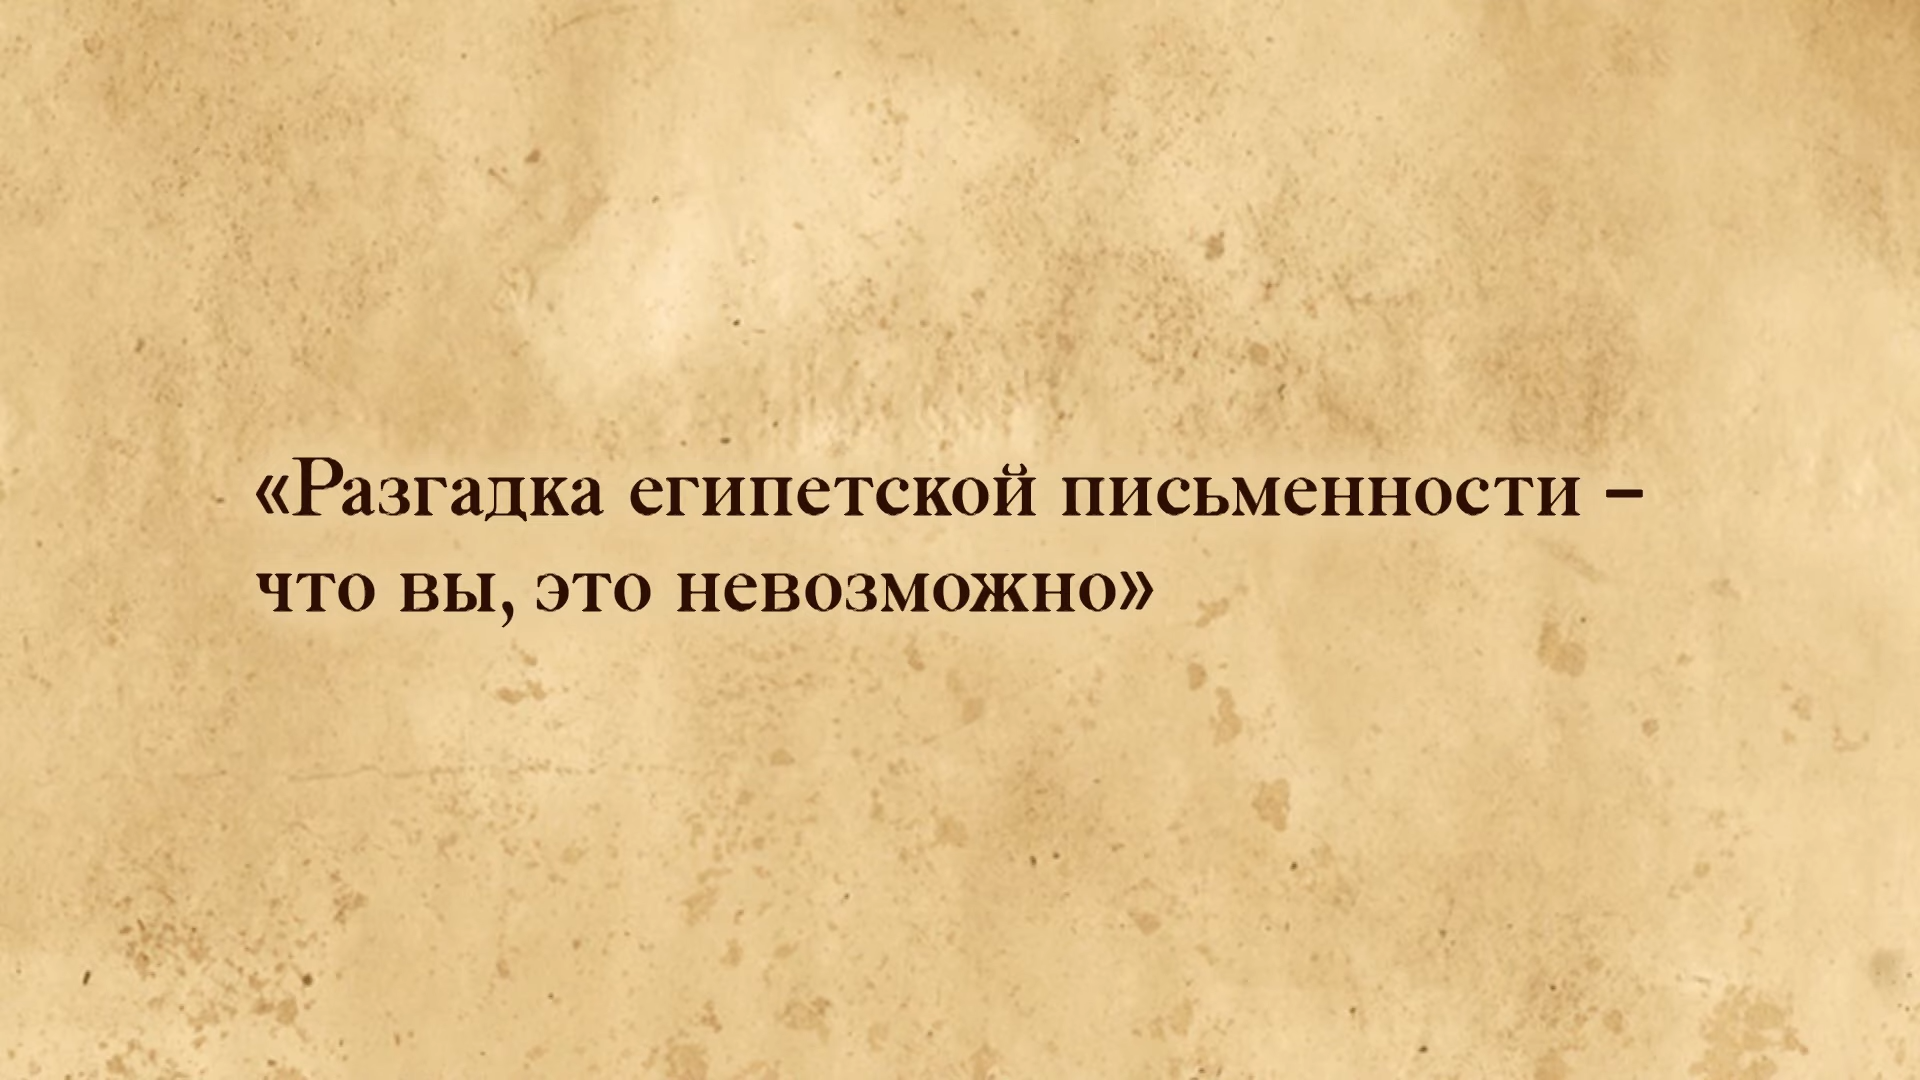 «Разгадка египетской письменности –
что вы, это невозможно»